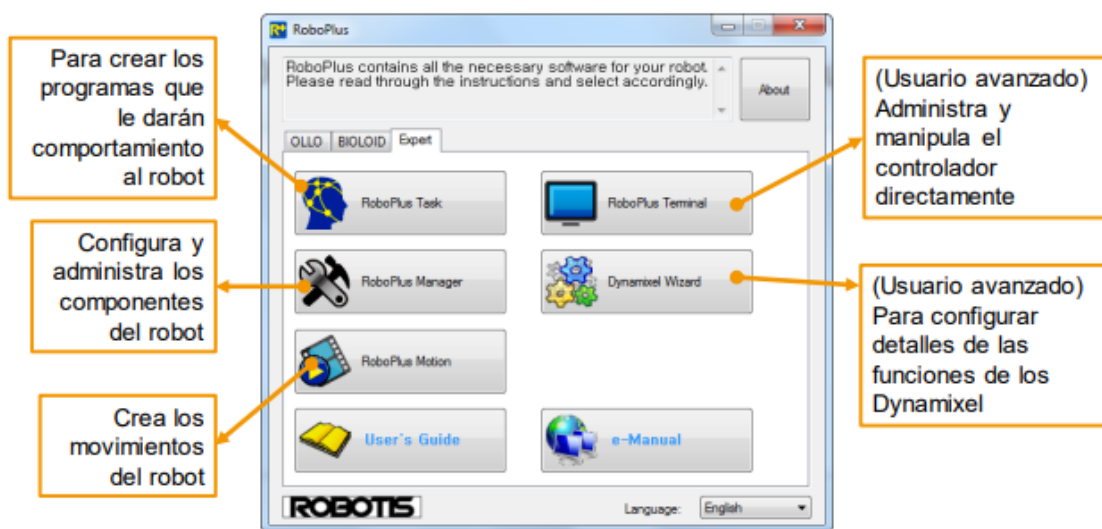 Para crear los
programas que
le darán
comportamiento
al robot
Configura y
administra los
componentes
del robot
Crea los
movimientos
del robot
RoboPlus
RoboPlus contains all the necessary software for your robot.
Please read through the instructions and select accordingly.
About
OLLO BIOLOID Expert
RoboPlus Task
RoboPlus Terminal
RoboPlus Manager
Dynamixel Wizard
RoboPlus Motion
User's Guide
e-Manual
ROBOTIS
Language: English
(Usuario avanzado)
Administra y
manipula el
controlador
directamente
(Usuario avanzado)
Para configurar
detalles de las
funciones de los
Dynamixel